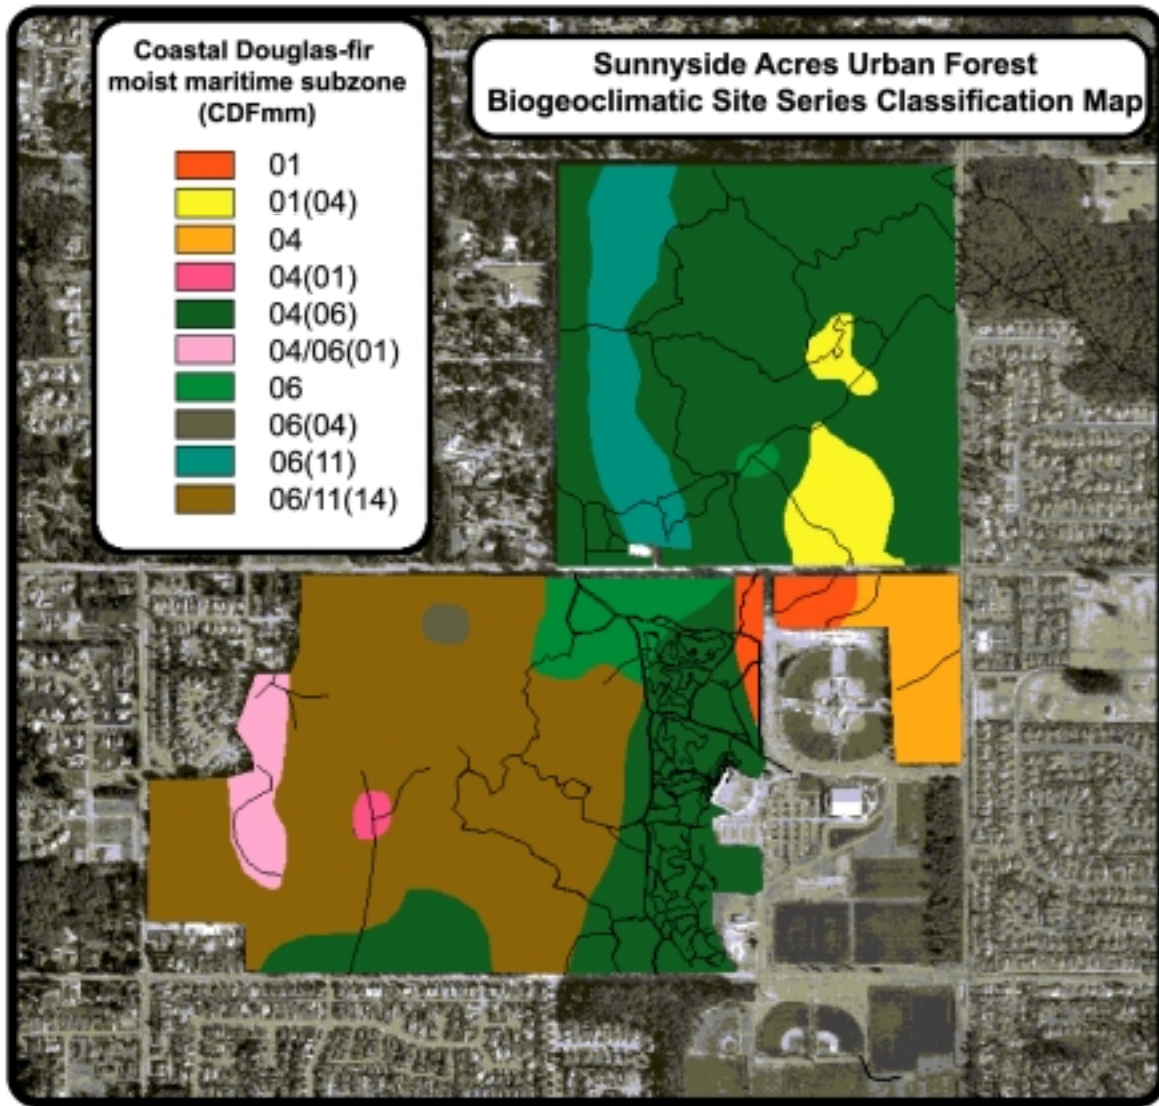 Coastal Douglas-fir
moist maritime subzone
(CDFmm)
01
01(04)
04
04(01)
04(06)
04/06(01)
06
06(04)
06(11)
06/11(14)
Sunnyside Acres Urban Forest
Biogeoclimatic Site Series Classification Map